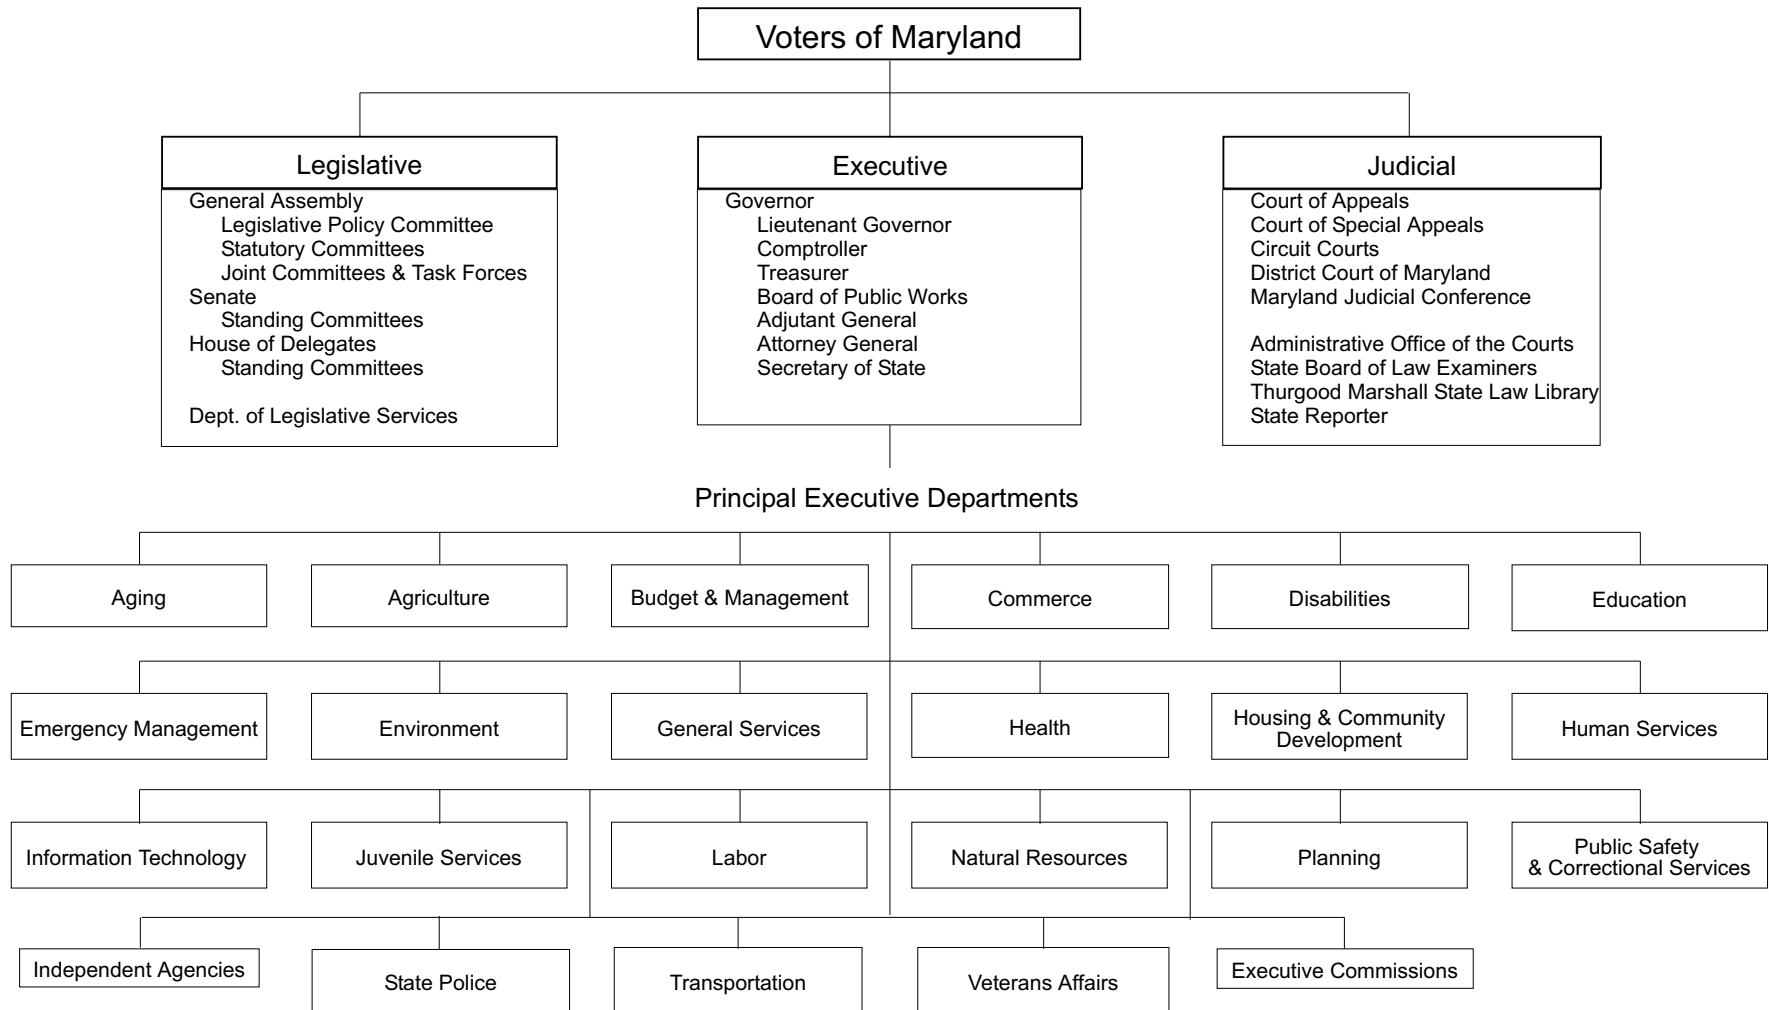 Voters of Maryland
Legislative
General Assembly
Legislative Policy Committee
Statutory Committees
Joint Committees & Task Forces
Senate
Standing Committees
House of Delegates
Standing Committees
Dept. of Legislative Services
Executive
Governor
Lieutenant Governor
Comptroller
Treasurer
Board of Public Works
Adjutant General
Attorney General
Secretary of State
Judicial
Court of Appeals
Court of Special Appeals
Circuit Courts
District Court of Maryland
Maryland Judicial Conference
Administrative Office of the Courts
State Board of Law Examiners
Thurgood Marshall State Law Library
State Reporter
Principal Executive Departments
Aging
Agriculture
Budget & Management
Commerce
Disabilities
Education
Emergency Management
Environment
General Services
Health
Housing & Community
Development
Human Services
Information Technology
Juvenile Services
Labor
Natural Resources
Planning
Public Safety
& Correctional Services
Independent Agencies
State Police
Transportation
Veterans Affairs
Executive Commissions